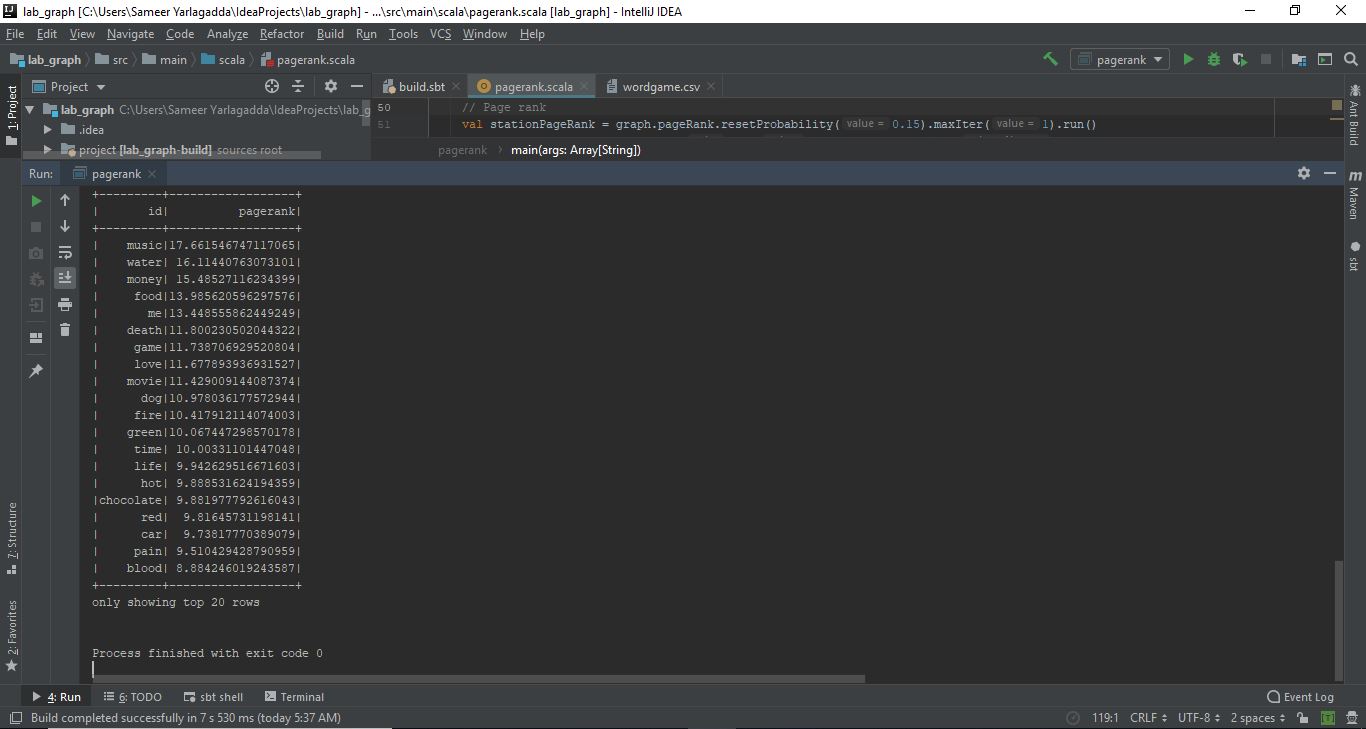 lab_graph [C:\Users\Sameer Yarlagadda\IdeaProjects\lab_graph] - ...\src\main\scala\pagerank.scala [lab_graph] - IntelliJ IDEA
File Edit View Navigate Code Analyze Refactor Build Run Tools VCS Window Help
lab_graph src main scala pagerank.scala pagerank
Project build.sbt pagerank.scala wordgame.csv
1: Project
lab_graph C:\Users\Sameer Yarlagadda\IdeaProjects\lab_g
.idea
project [lab_graph-build] sources root
50 // Page rank
51 val stationPageRank = graph.pageRank.resetProbability( value = 0.15).maxIter( value = 1).run()
pagerank main(args: Array[String])
Ant Build
Maven
sbt
Run: pagerank
+---------+------------------+
|       id|          pagerank|
+---------+------------------+
|    music|17.661546747117065|
|    water| 16.11440763073101|
|    money| 15.48527116234399|
|     food|13.985620596297576|
|       me|13.448555862449249|
|    death|11.800230502044322|
|     game|11.738706929520804|
|     love|11.677893936931527|
|    movie|11.429009144087374|
|      dog|10.978036177572944|
|     fire|10.417912114074003|
|    green|10.067447298570178|
|     time| 10.00331101447048|
|     life| 9.942629516671603|
|      hot| 9.888531624194359|
|chocolate| 9.881977792616043|
|      red|  9.81645731198141|
|      car|  9.73817770389079|
|     pain| 9.510429428790959|
|    blood| 8.884246019243587|
+---------+------------------+
only showing top 20 rows
Process finished with exit code 0
7: Structure
2: Favorites
4: Run 6: TODO sbt shell Terminal Event Log
Build completed successfully in 7 s 530 ms (today 5:37 AM) 119:1 CRLF UTF-8 2 spaces